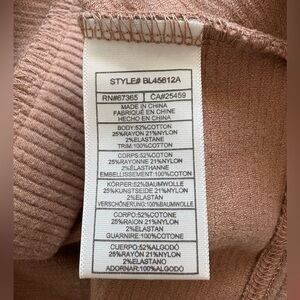 STYLE# BL45612A
RN#67365 CA#25459
MADE IN CHINA
FABRIQUÉ EN CHINE
HECHO EN CHINA
BODY:52%COTTON
25%RAYON 21%NYLON
2%ELASTAN
TRIM:100%COTTON
CORPS:52%COTON
25%RAYONNE 21%NYLON
2%ELASTHANNE
EMBELLISSEMENT:100%COTON
KÖRPER:52%BAUMWOLLE
25%KUNSTSEIDE 21%NYLON
2%ELASTAN
VERSCHÖNERUNG:100%BAUMWOLLE
CORPO:52%COTONE
25%RAION 21%NYLON
2%ELASTAN
GUARNIRE:100%COTONE
CUERPO:52%ALGODÓ
25%RAYÓN 21%NYLON
2%ELASTANO
ADORNAR:100%ALGODÓ